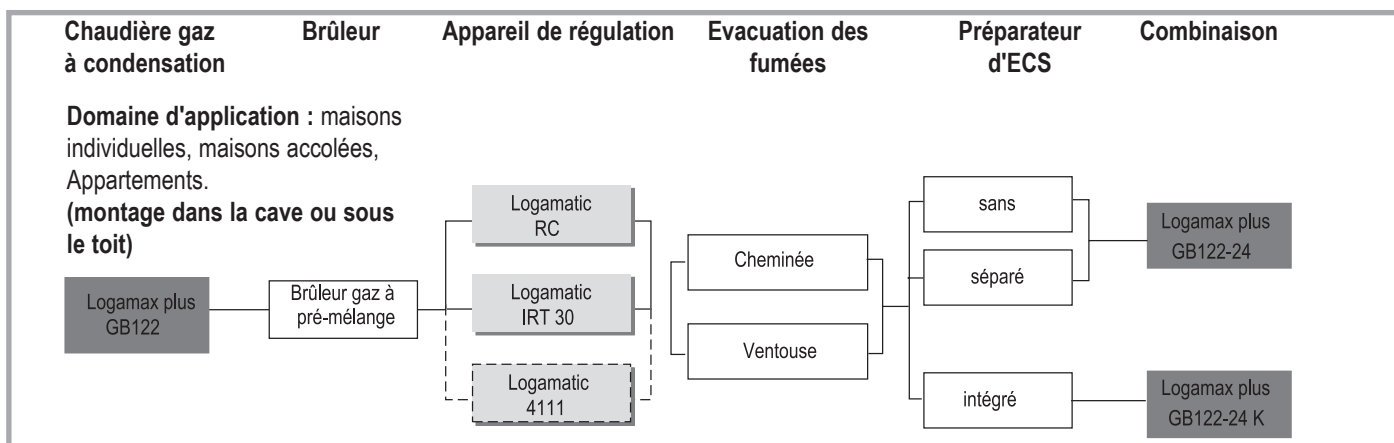 Chaudière gaz
à condensation
Brûleur
Appareil de régulation
Evacuation des
fumées
Préparateur
d'ECS
Combinaison
Domaine d'application : maisons
individuelles, maisons accolées,
Appartements.
(montage dans la cave ou sous
le toit)
Logamax plus
GB122
Brûleur gaz à
pré-mélange
Logamatic
RC
Logamatic
IRT 30
Logamatic
4111
Cheminée
Ventouse
sans
séparé
intégré
Logamax plus
GB122-24
Logamax plus
GB122-24 K